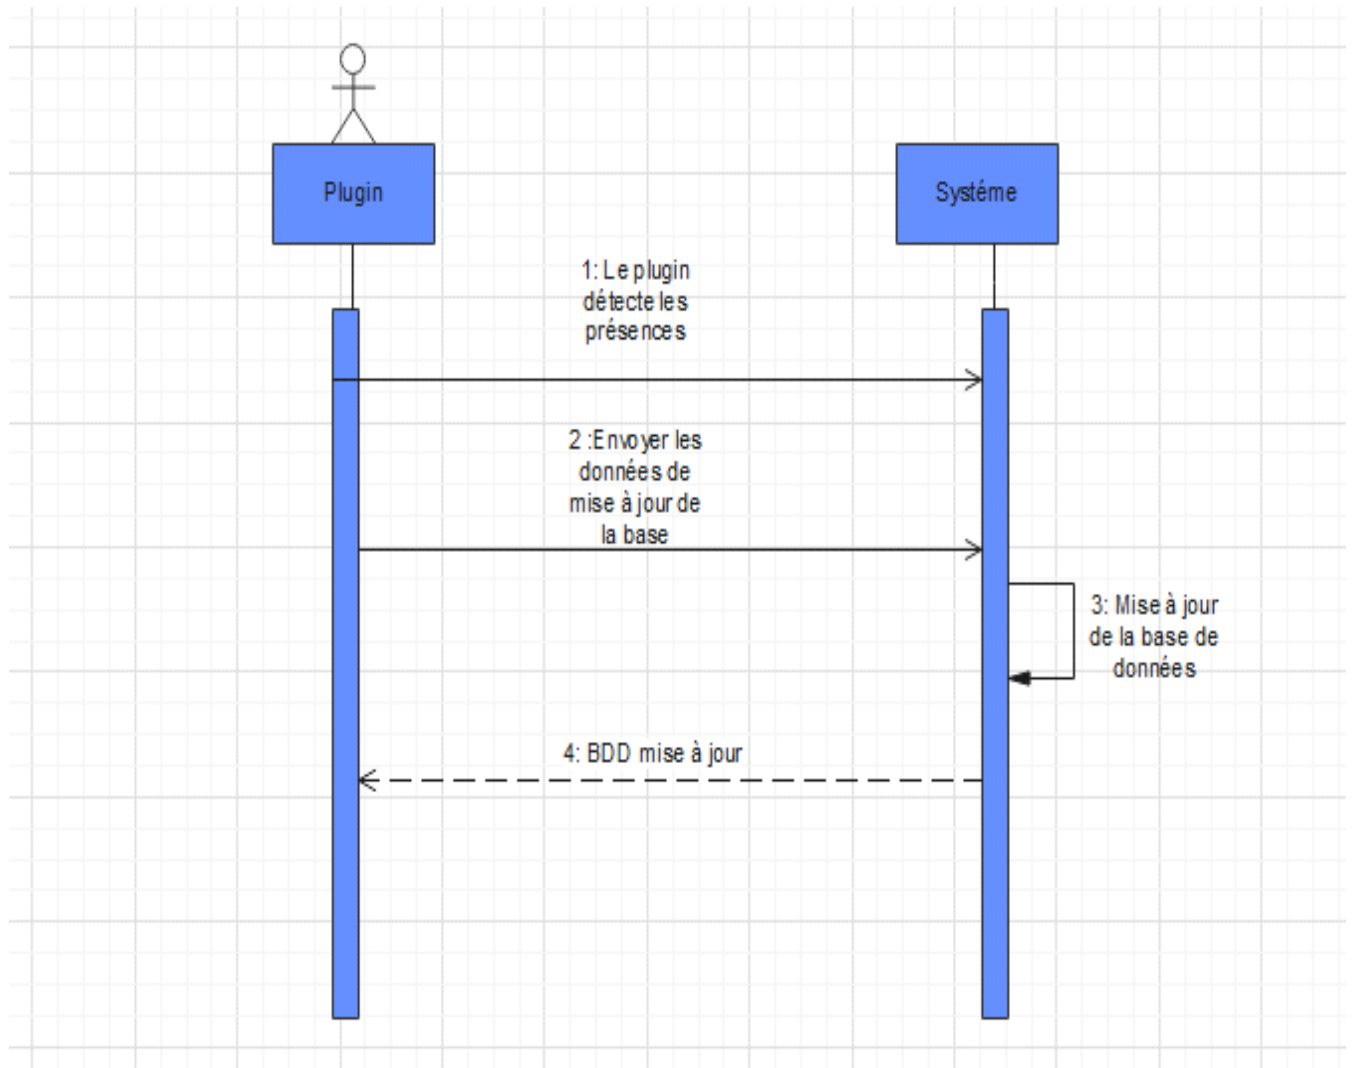 Plugin
Systéme
1: Le plugin
détecte les
présences
2 :Envoyer les
données de
mise à jour de
la base
3: Mise à jour
de la base de
données
4: BDD mise à jour